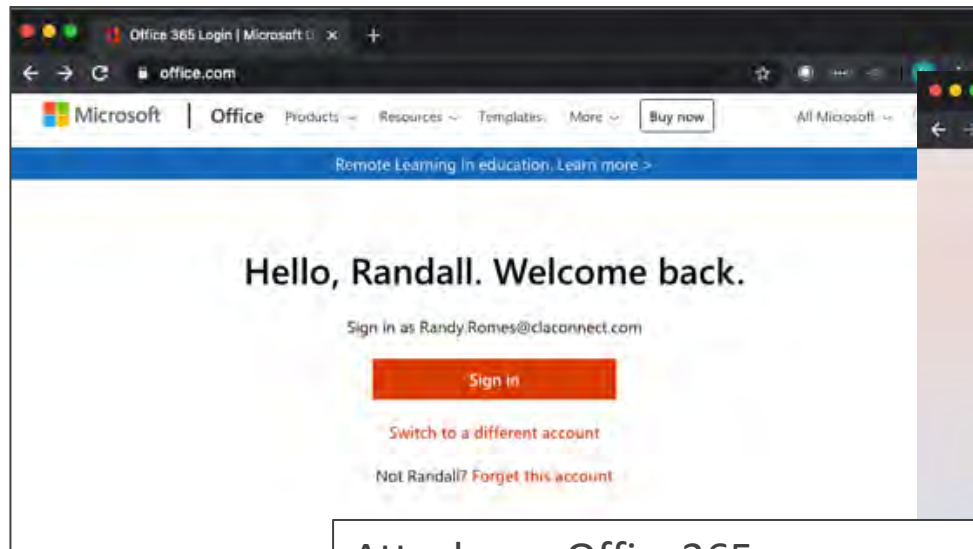 Office 365 Login | Microsoft
office.com
Microsoft | Office Products Resources Templates More Buy now All Microsoft
Remote Learning in education. Learn more >
Hello, Randall. Welcome back.
Sign in as Randy.Romes@claconnect.com
Sign in
Switch to a different account
Not Randall? Forget this account